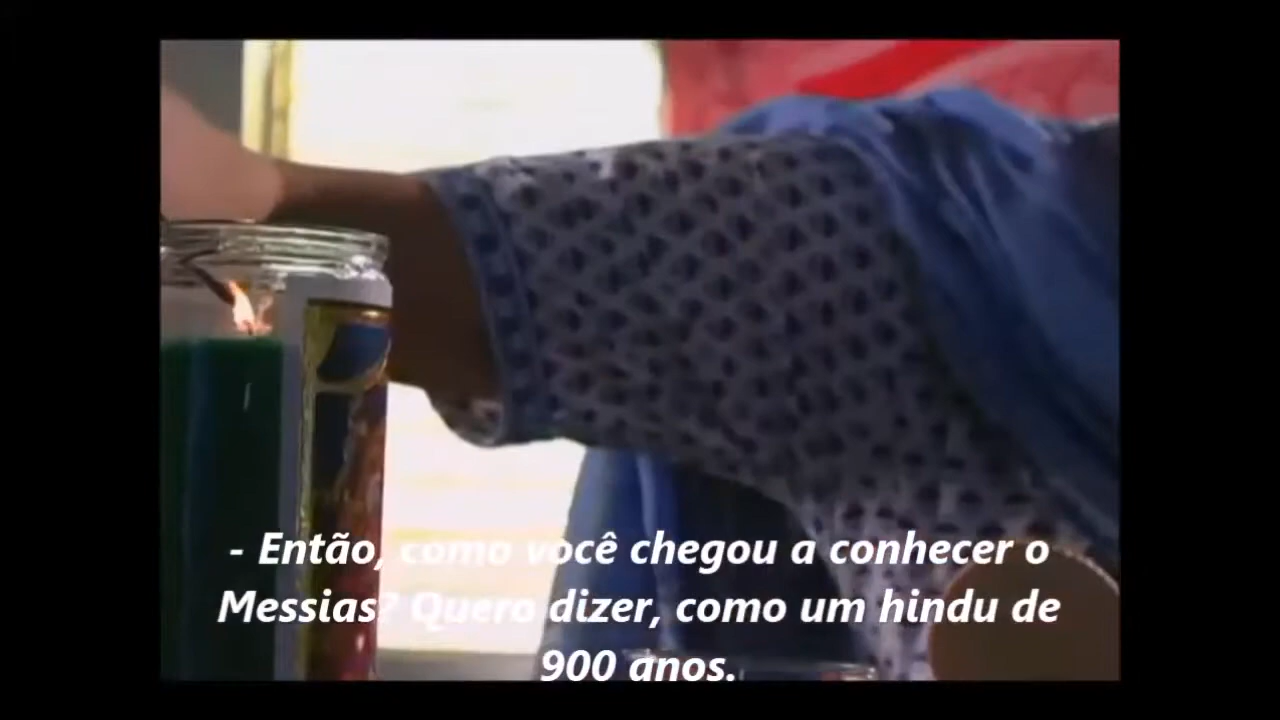 - Então, como você chegou a conhecer o
Messias? Quero dizer, como um hindu de
900 anos.